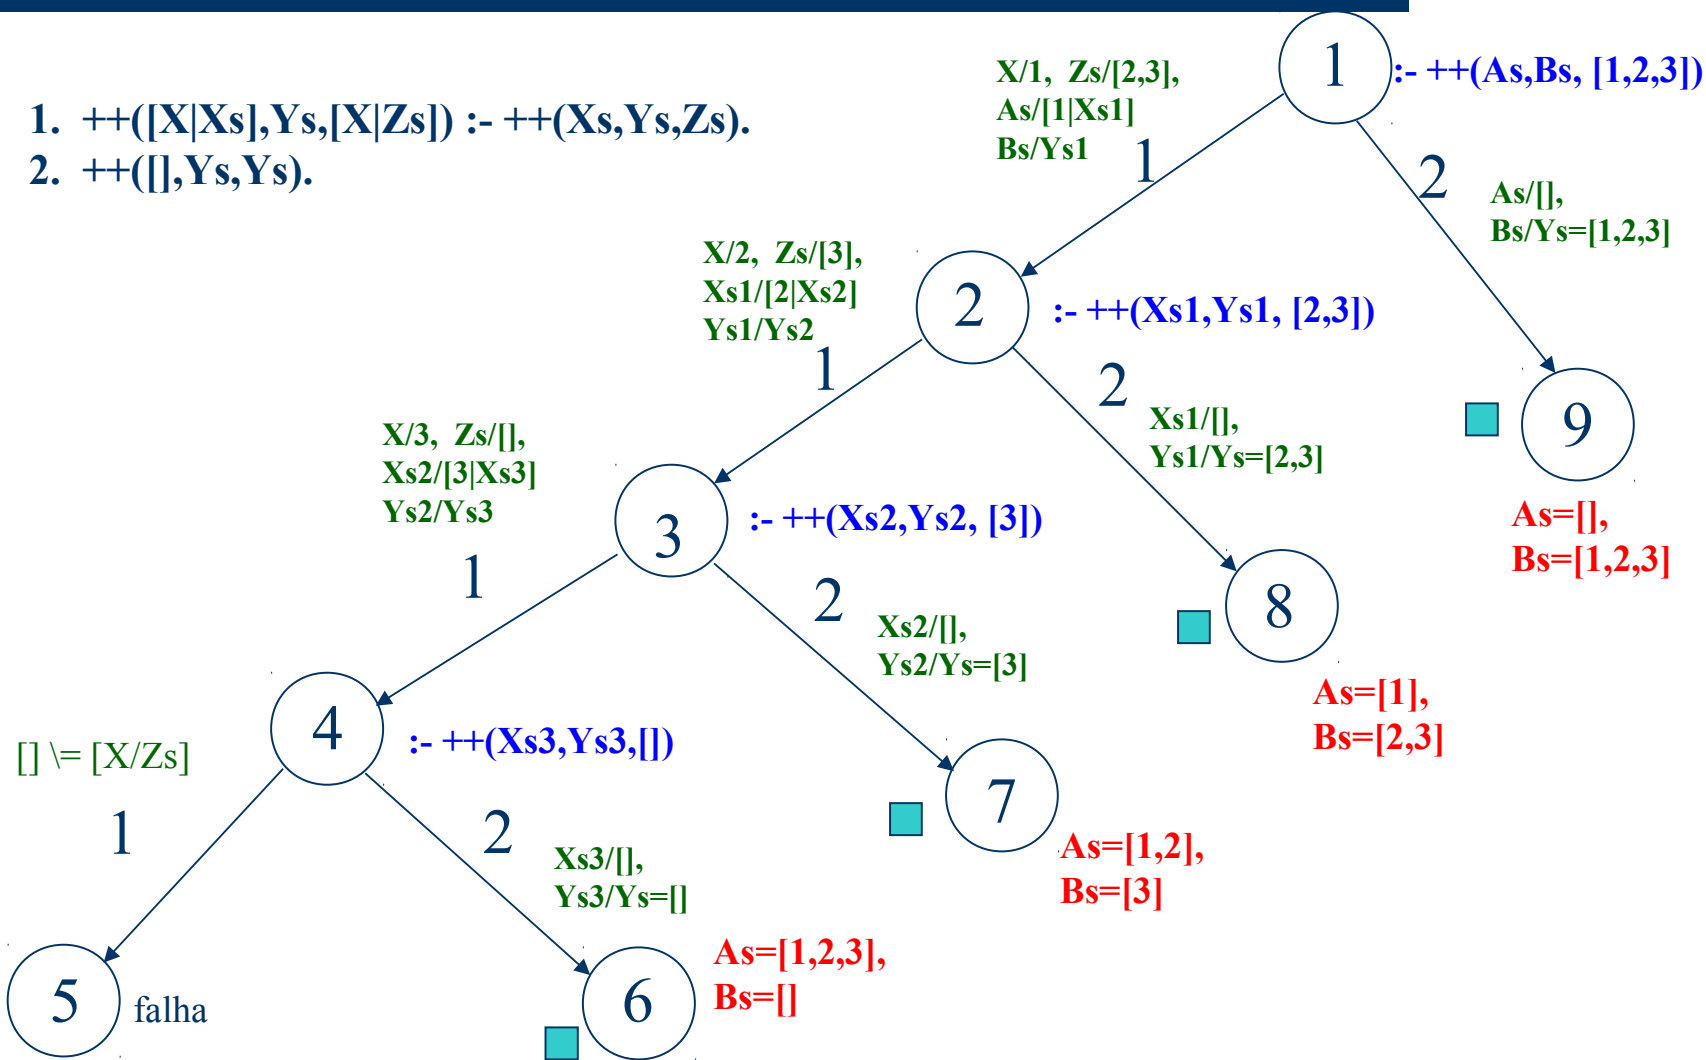 1. ++([X|Xs],Ys,[X|Zs]) :- ++(Xs,Ys,Zs).
2. ++([],Ys,Ys).
1
:- ++(As,Bs, [1,2,3])
X/1, Zs/[2,3],
As/[1|Xs1]
Bs/Ys1
1
2
As/[],
Bs/Ys=[1,2,3]
2
:- ++(Xs1,Ys1, [2,3])
X/2, Zs/[3],
Xs1/[2|Xs2]
Ys1/Ys2
1
2
Xs1/[],
Ys1/Ys=[2,3]
9
As=[],
Bs=[1,2,3]
3
:- ++(Xs2,Ys2, [3])
X/3, Zs/[],
Xs2/[3|Xs3]
Ys2/Ys3
1
2
Xs2/[],
Ys2/Ys=[3]
8
As=[1],
Bs=[2,3]
4
:- ++(Xs3,Ys3,[])
[] \= [X/Zs]
1
2
Xs3/[],
Ys3/Ys=[]
7
As=[1,2],
Bs=[3]
5
falha
6
As=[1,2,3],
Bs=[]